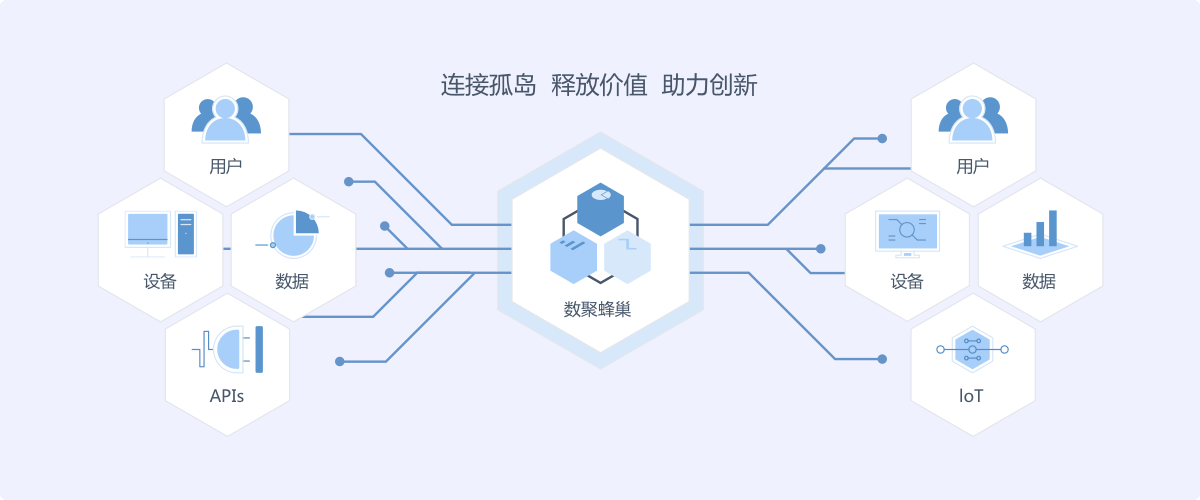 连接孤岛 释放价值 助力创新
用户
设备
数据
APIs
数聚蜂巢
用户
设备
数据
IoT